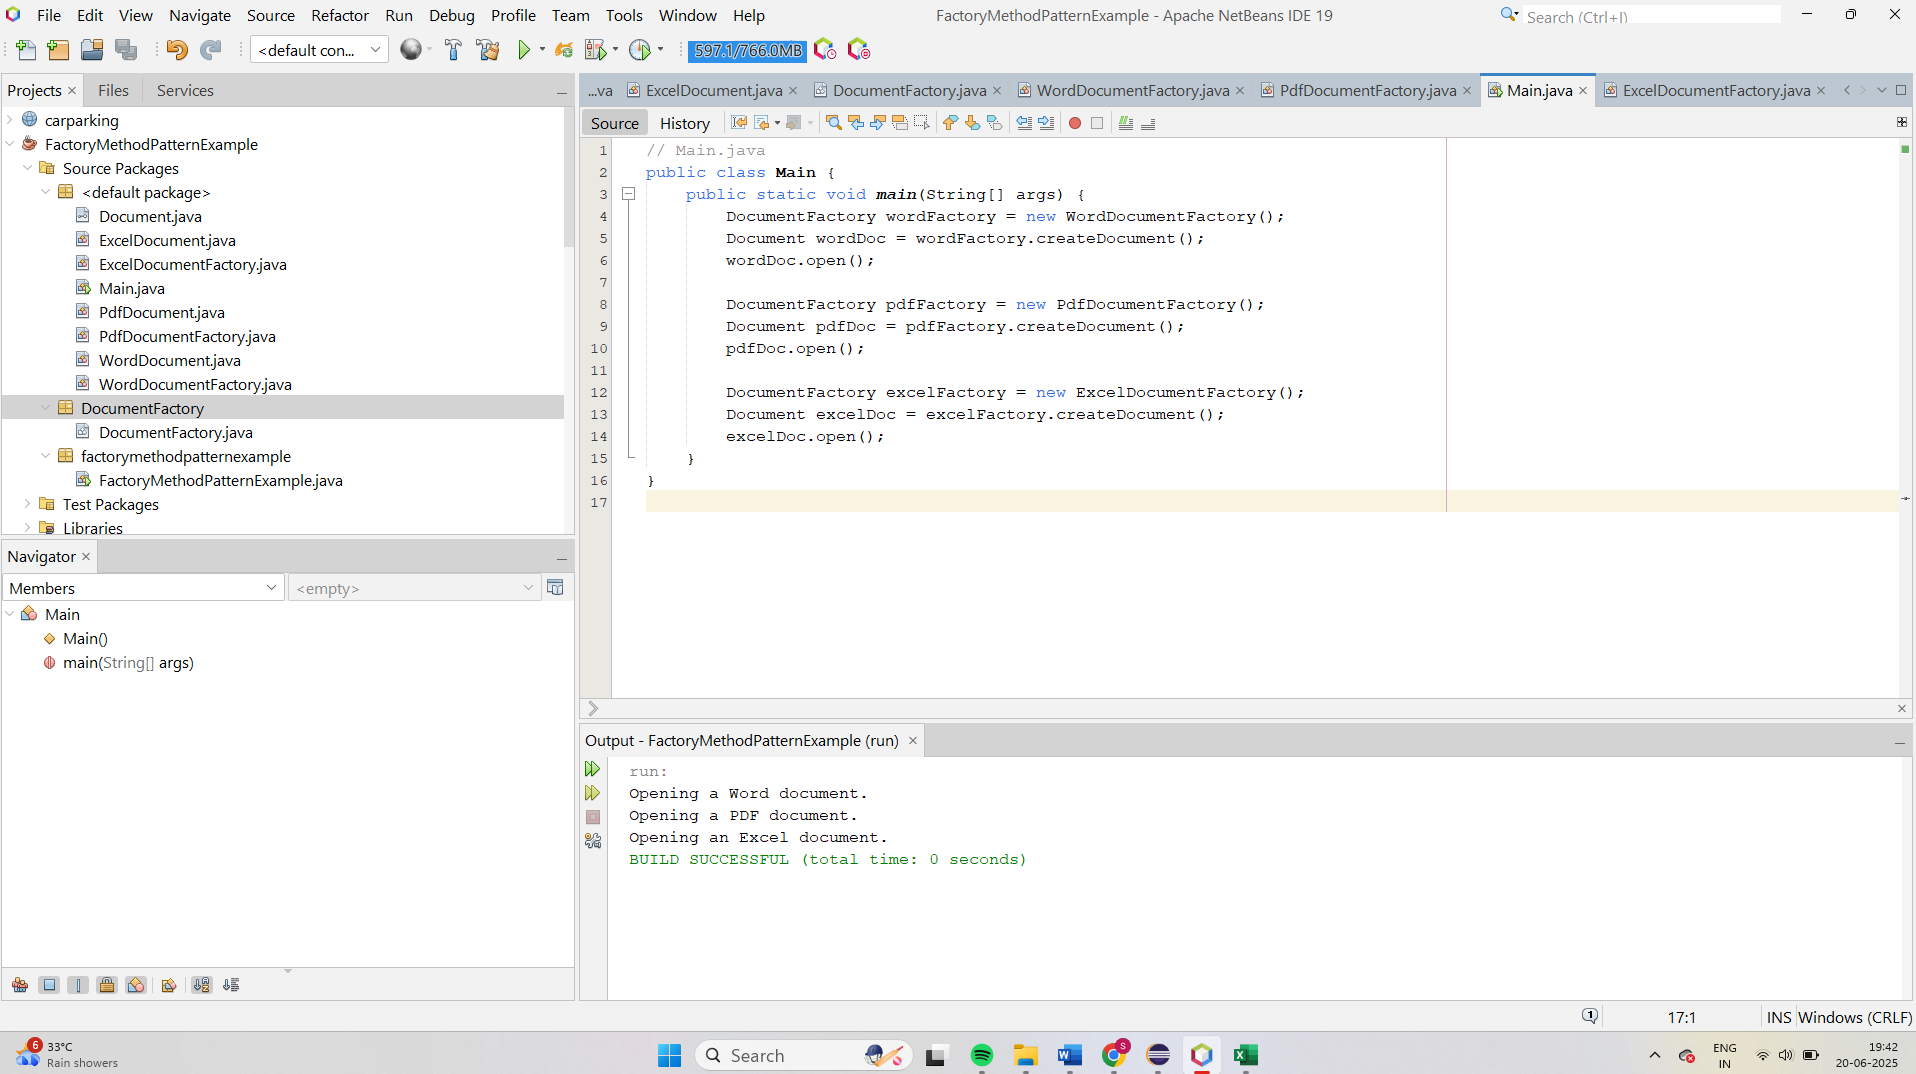 File Edit View Navigate Source Refactor Run Debug Profile Team Tools Window Help
FactoryMethodPatternExample - Apache NetBeans IDE 19
Search (Ctrl+I)
<default con...
597.1/766.0MB
Projects Files Services
carparking
FactoryMethodPatternExample
Source Packages
<default package>
Document.java
ExcelDocument.java
ExcelDocumentFactory.java
Main.java
PdfDocument.java
PdfDocumentFactory.java
WordDocument.java
WordDocumentFactory.java
DocumentFactory
DocumentFactory.java
factorymethodpatternexample
FactoryMethodPatternExample.java
Test Packages
Libraries
Navigator
Members <empty>
Main
Main()
main(String[] args)
...va ExcelDocument.java DocumentFactory.java WordDocumentFactory.java PdfDocumentFactory.java Main.java ExcelDocumentFactory.java
Source History
1 // Main.java
2 public class Main {
3 public static void main(String[] args) {
4 DocumentFactory wordFactory = new WordDocumentFactory();
5 Document wordDoc = wordFactory.createDocument();
6 wordDoc.open();
7
8 DocumentFactory pdfFactory = new PdfDocumentFactory();
9 Document pdfDoc = pdfFactory.createDocument();
10 pdfDoc.open();
11
12 DocumentFactory excelFactory = new ExcelDocumentFactory();
13 Document excelDoc = excelFactory.createDocument();
14 excelDoc.open();
15 }
16 }
17
Output - FactoryMethodPatternExample (run)
run:
Opening a Word document.
Opening a PDF document.
Opening an Excel document.
BUILD SUCCESSFUL (total time: 0 seconds)
1 17:1 INS Windows (CRLF)
6
33°C
Rain showers
Search
S
ENG
IN
19:42
20-06-2025